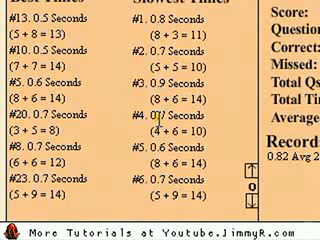 Best Times
Slowest Times
#13. 0.5 Seconds
(5 + 8 = 13)
#10. 0.5 Seconds
(7 + 7 = 14)
#5. 0.6 Seconds
(8 + 6 = 14)
#20. 0.7 Seconds
(3 + 5 = 8)
#8. 0.7 Seconds
(6 + 6 = 12)
#23. 0.7 Seconds
(5 + 9 = 14)
#1. 0.8 Seconds
(8 + 3 = 11)
#2. 0.7 Seconds
(5 + 5 = 10)
#3. 0.9 Seconds
(8 + 6 = 14)
#4. 0.7 Seconds
(4 + 6 = 10)
#5. 0.6 Seconds
(8 + 6 = 14)
#6. 0.7 Seconds
(5 + 9 = 14)
Score:
Question
Correct:
Missed:
Total Qs
Total Tim
Average
Record
0.82 Avg 2
More Tutorials at Youtube.JimmyR.com